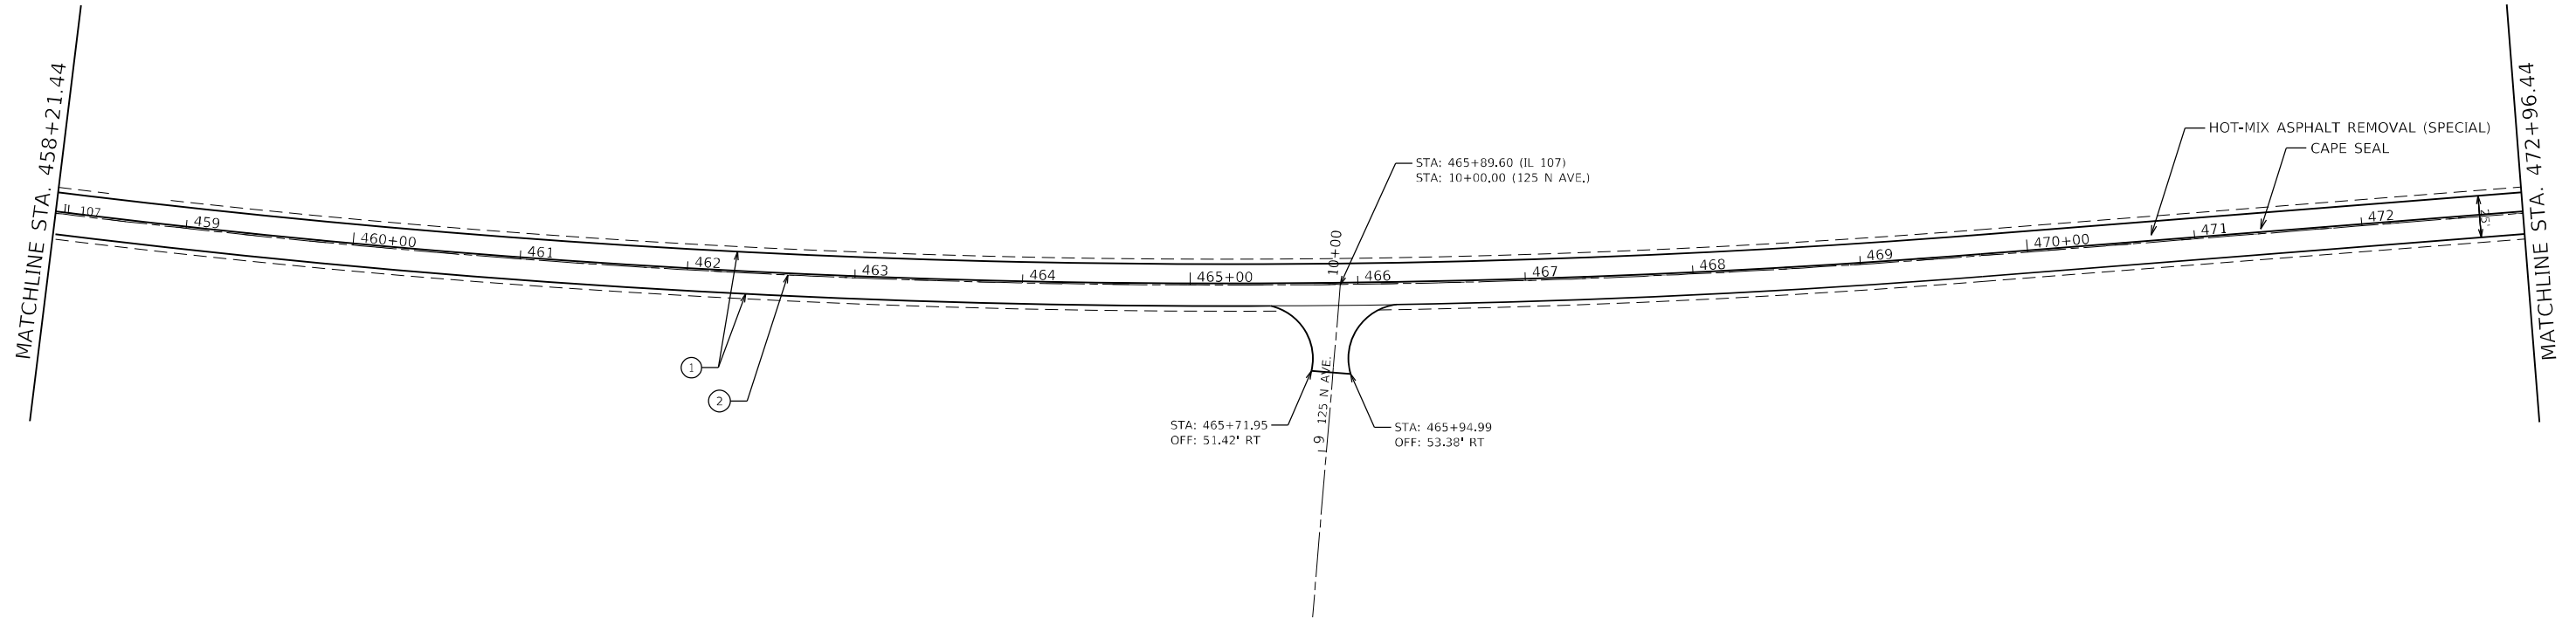 MATCHLINE STA. 458+21.44
IL 107
459
460+00
461
462
463
464
465+00
466
467
468
469
470+00
471
472
STA: 465+89.60 (IL 107)
STA: 10+00.00 (125 N AVE.)
10+00
HOT-MIX ASPHALT REMOVAL (SPECIAL)
CAPE SEAL
25'
MATCHLINE STA. 472+96.44
1
2
STA: 465+71.95
OFF: 51.42' RT
9
125 N AVE.
STA: 465+94.99
OFF: 53.38' RT